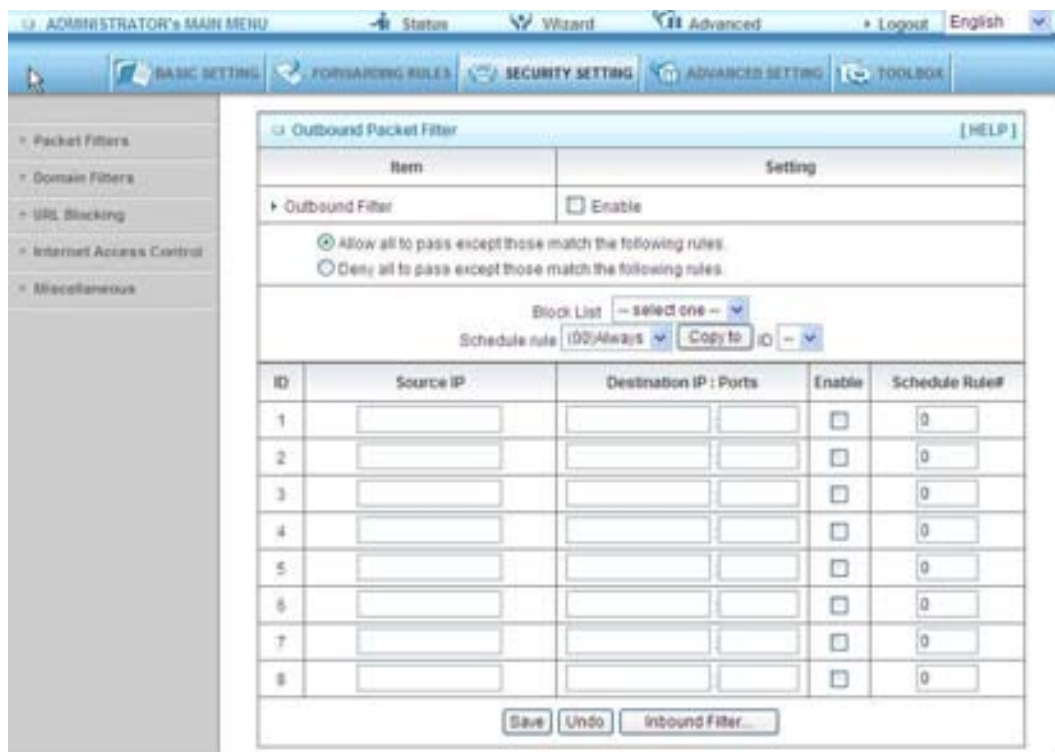 ADMINISTRATOR's MAIN MENU Status Wizard Advanced Logout English
BASIC SETTING FORWARDING RULES SECURITY SETTING ADVANCED SETTING TOOLBOX
Packet Filters
Domain Filters
URL Blocking
Internet Access Control
Miscellaneous
Outbound Packet Filter [HELP]
Item Setting
Outbound Filter Enable
Allow all to pass except those match the following rules.
Deny all to pass except those match the following rules.
Block List -- select one --
Schedule rule (00)Always Copy to ID --
ID Source IP Destination IP : Ports Enable Schedule Rule#
1 : 0
2 : 0
3 : 0
4 : 0
5 : 0
6 : 0
7 : 0
8 : 0
Save Undo Inbound Filter...